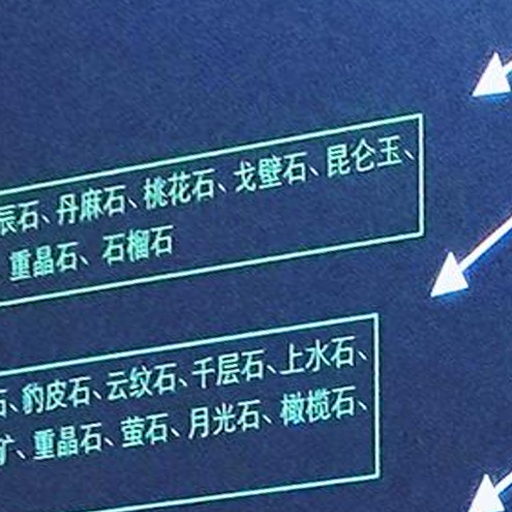 辰石、丹麻石、桃花石、戈壁石、昆仑玉、
重晶石、石榴石
石、豹皮石、云纹石、千层石、上水石、
矿、重晶石、萤石、月光石、橄榄石、